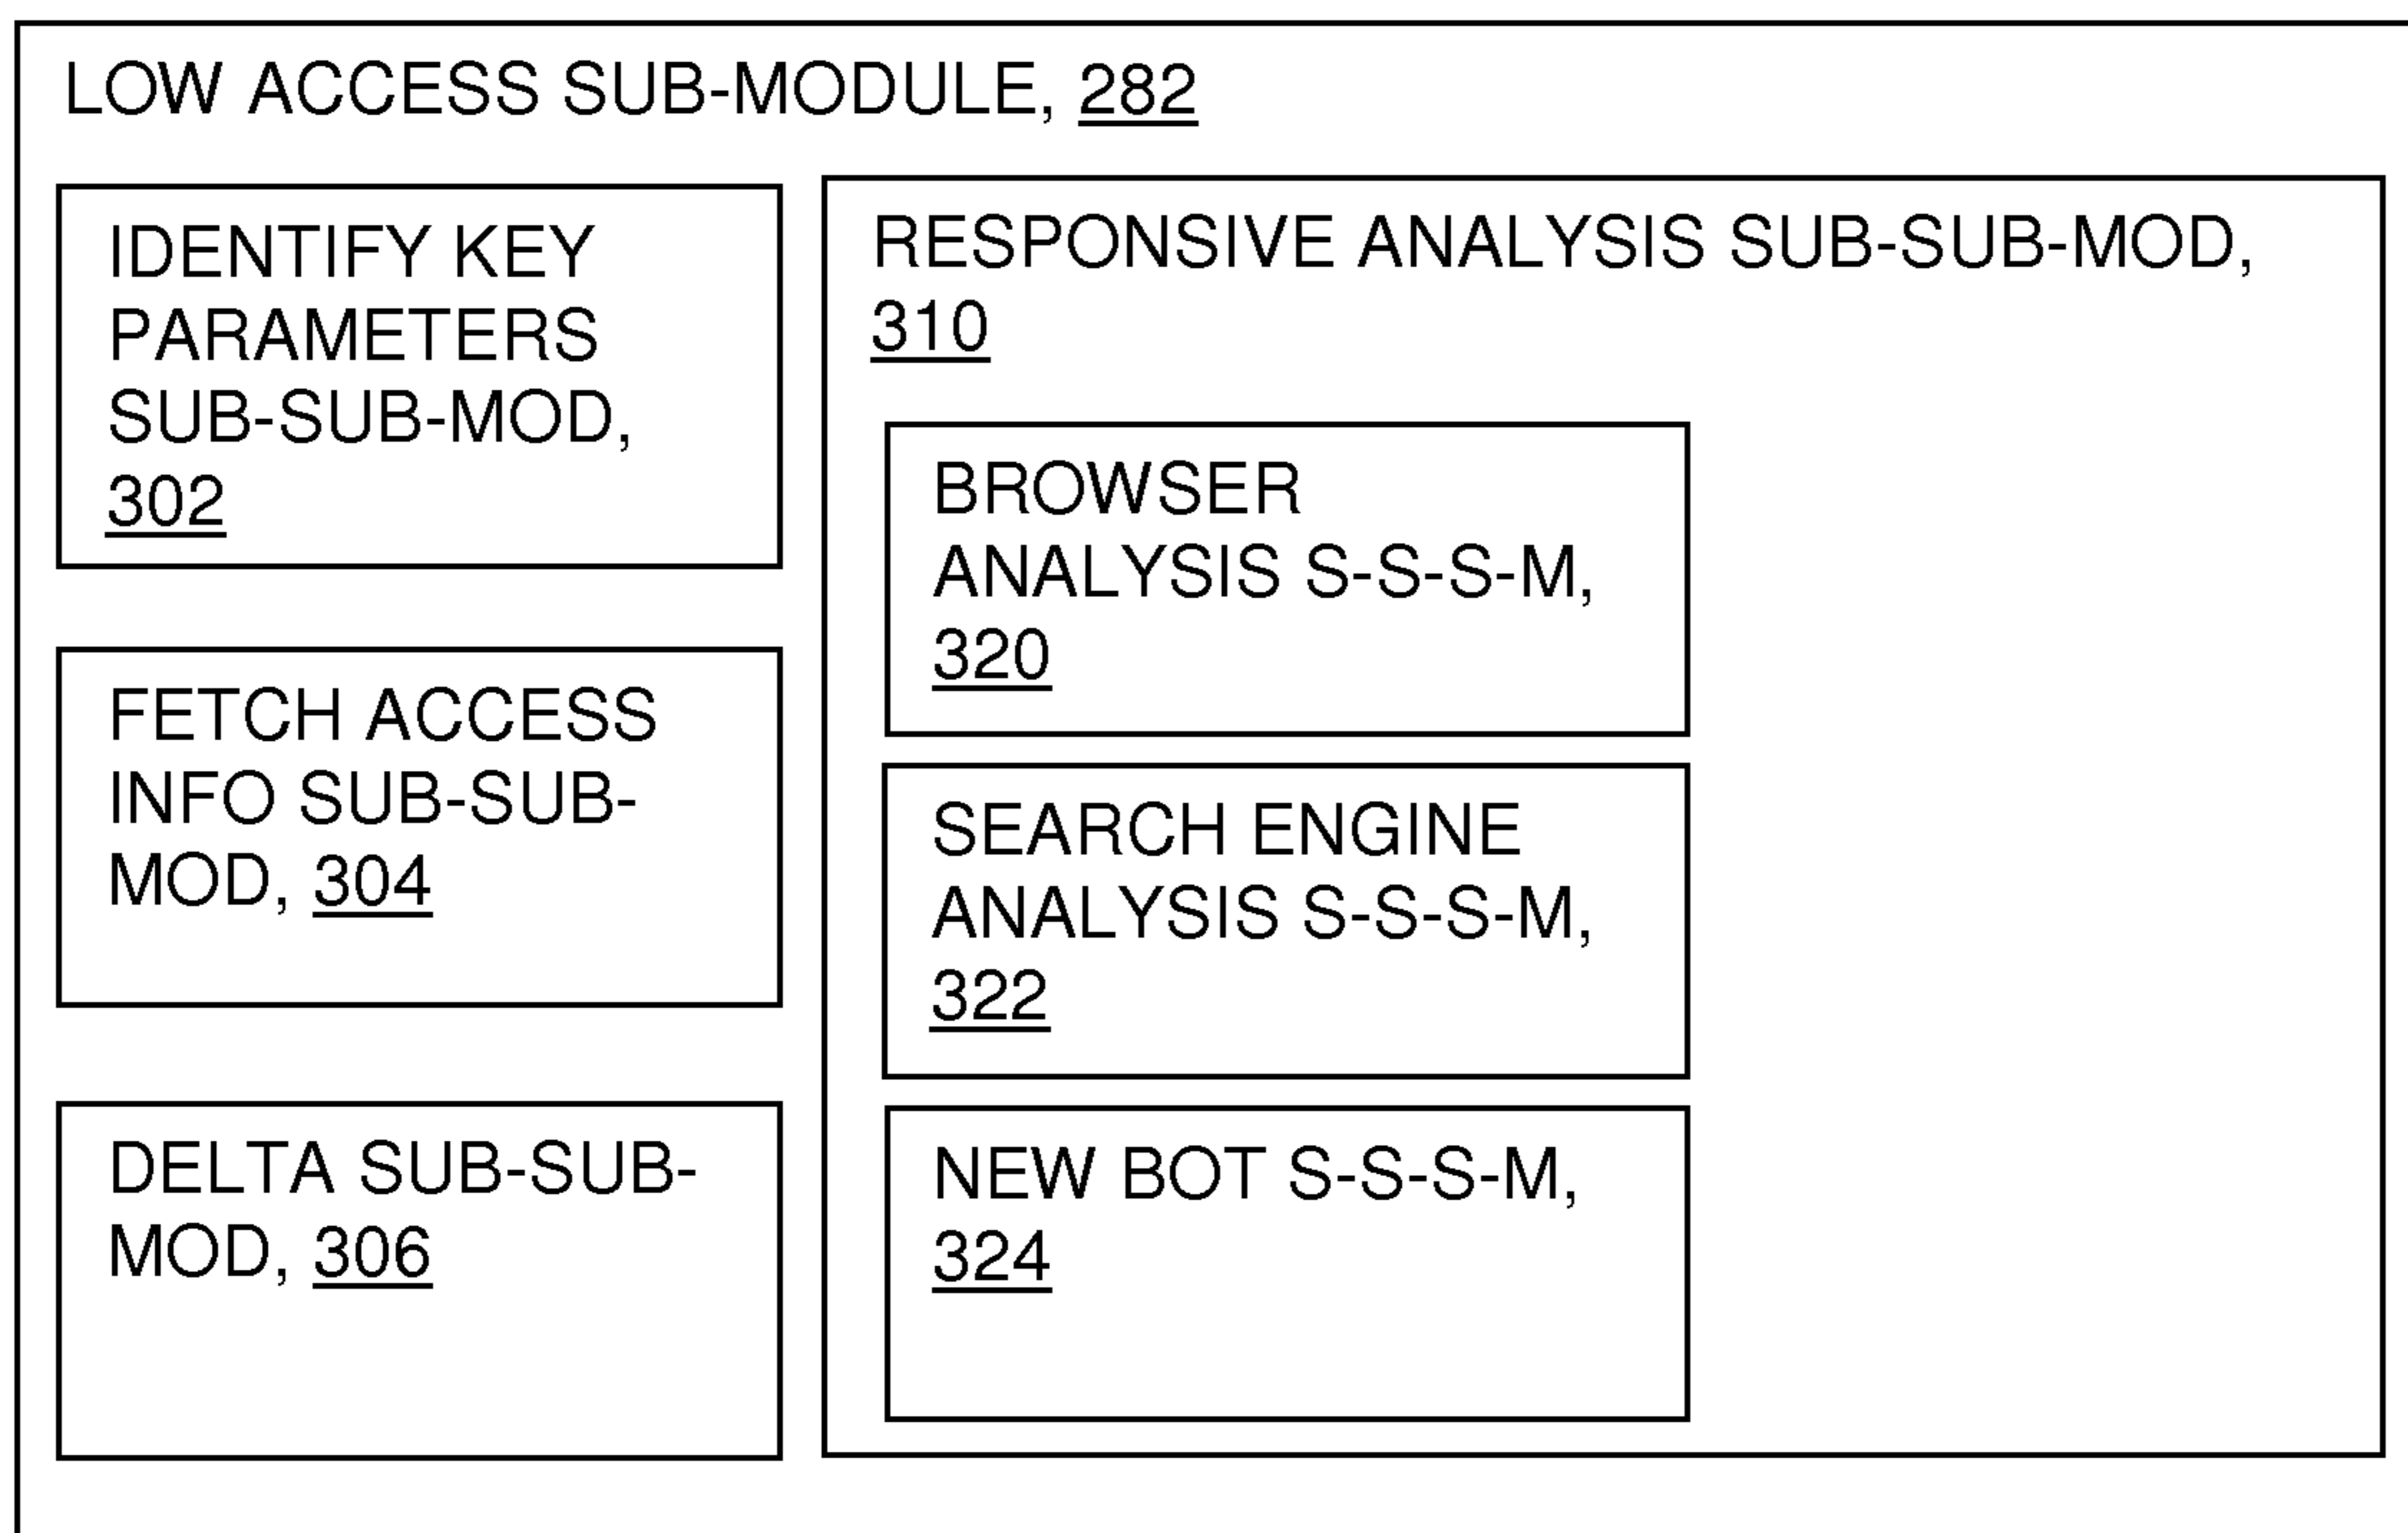 LOW ACCESS SUB-MODULE, 282
IDENTIFY KEY
PARAMETERS
SUB-SUB-MOD,
302
FETCH ACCESS
INFO SUB-SUB-
MOD, 304
DELTA SUB-SUB-
MOD, 306
RESPONSIVE ANALYSIS SUB-SUB-MOD,
310
BROWSER
ANALYSIS S-S-S-M,
320
SEARCH ENGINE
ANALYSIS S-S-S-M,
322
NEW BOT S-S-S-M,
324